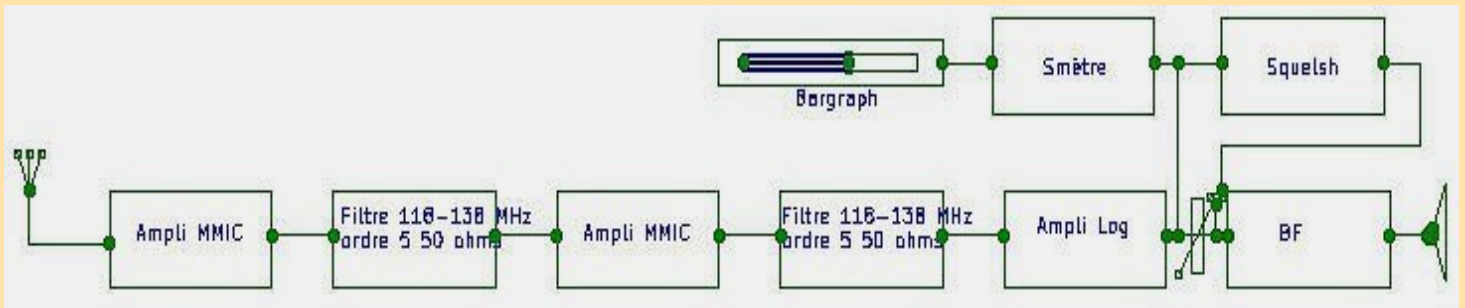 Smètre
Squelsh
Bargraph
Ampli MMIC
Filtre 118-138 MHz
ordre 5 50 ohms
Ampli MMIC
Filtre 118-138 MHz
ordre 5 50 ohms
Ampli Log
BF